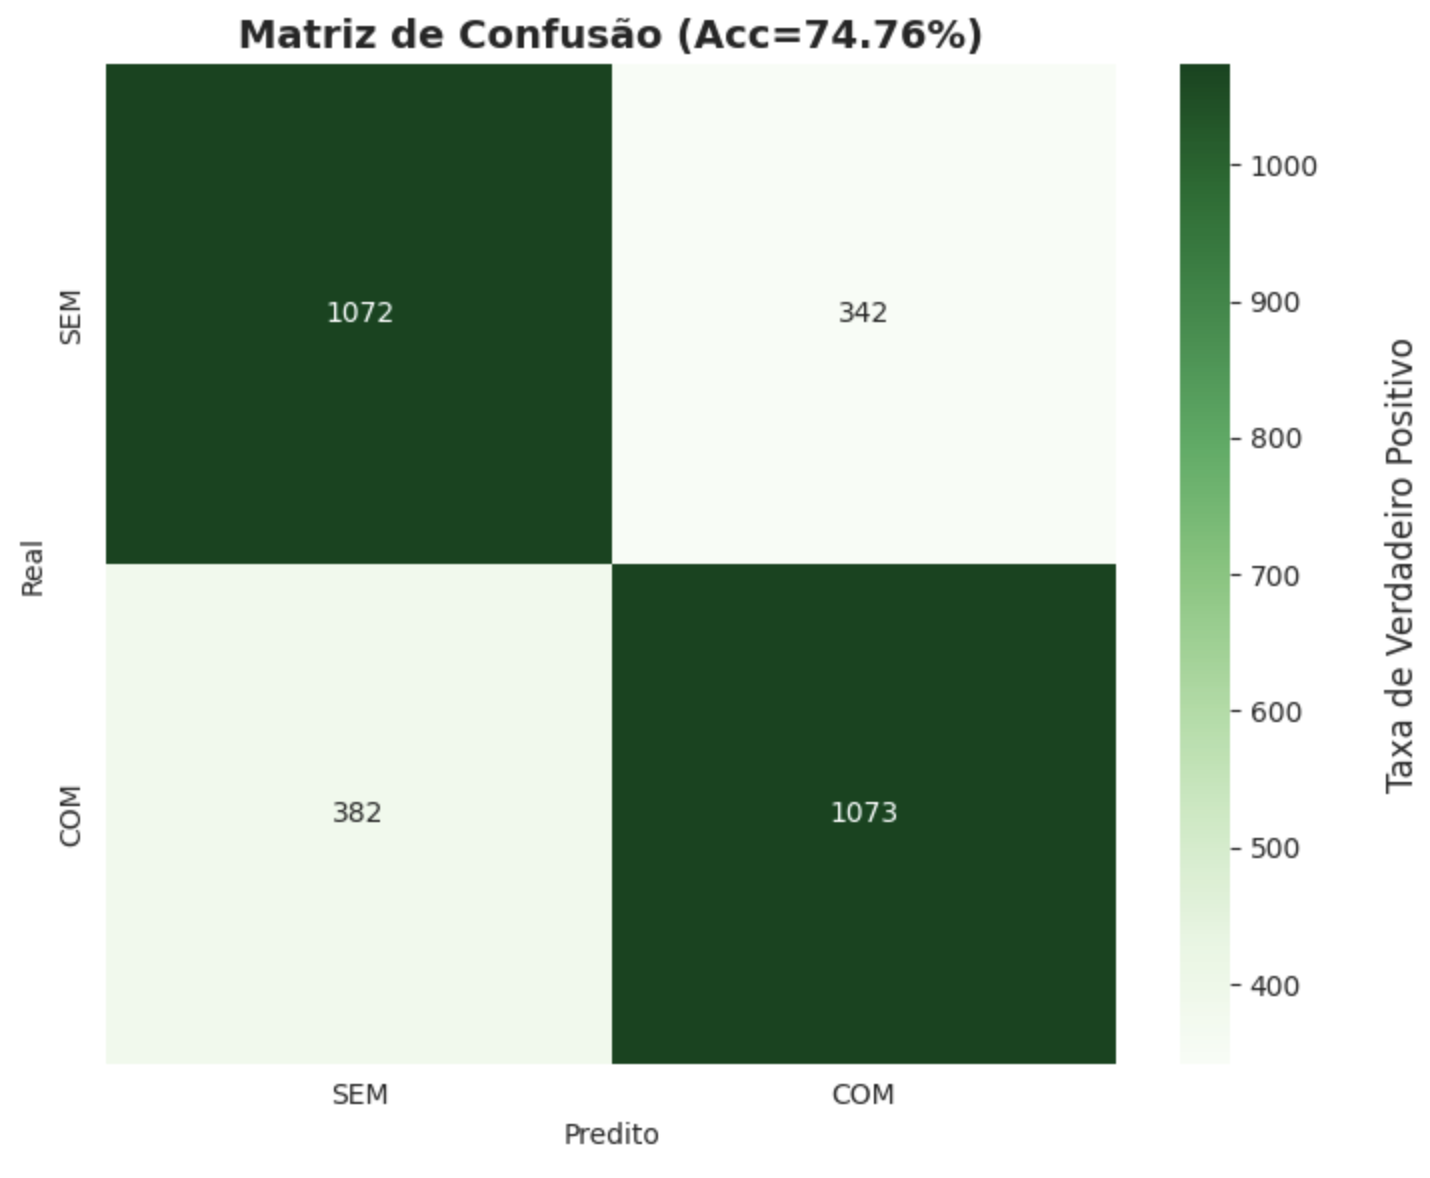 Matriz de Confusão (Acc=74.76%)
1072
342
382
1073
SEM
COM
Real
SEM
COM
Predito
1000
900
800
700
600
500
400
Taxa de Verdadeiro Positivo